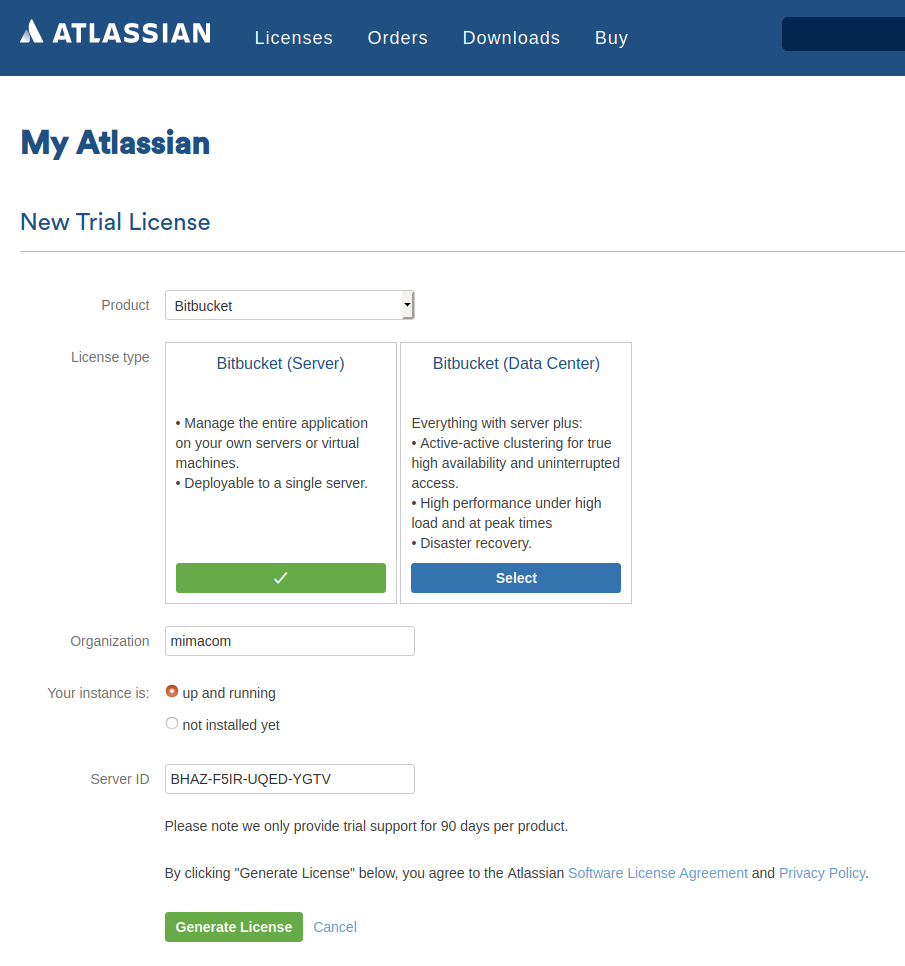 ATLASSIAN Licenses Orders Downloads Buy
My Atlassian
New Trial License
Product Bitbucket
License type
Bitbucket (Server)
• Manage the entire application
on your own servers or virtual
machines.
• Deployable to a single server.
Bitbucket (Data Center)
Everything with server plus:
• Active-active clustering for true
high availability and uninterrupted
access.
• High performance under high
load and at peak times
• Disaster recovery.
Select
Organization mimacom
Your instance is: up and running
not installed yet
Server ID BHAZ-F5IR-UQED-YGTV
Please note we only provide trial support for 90 days per product.
By clicking "Generate License" below, you agree to the Atlassian Software License Agreement and Privacy Policy.
Generate License Cancel